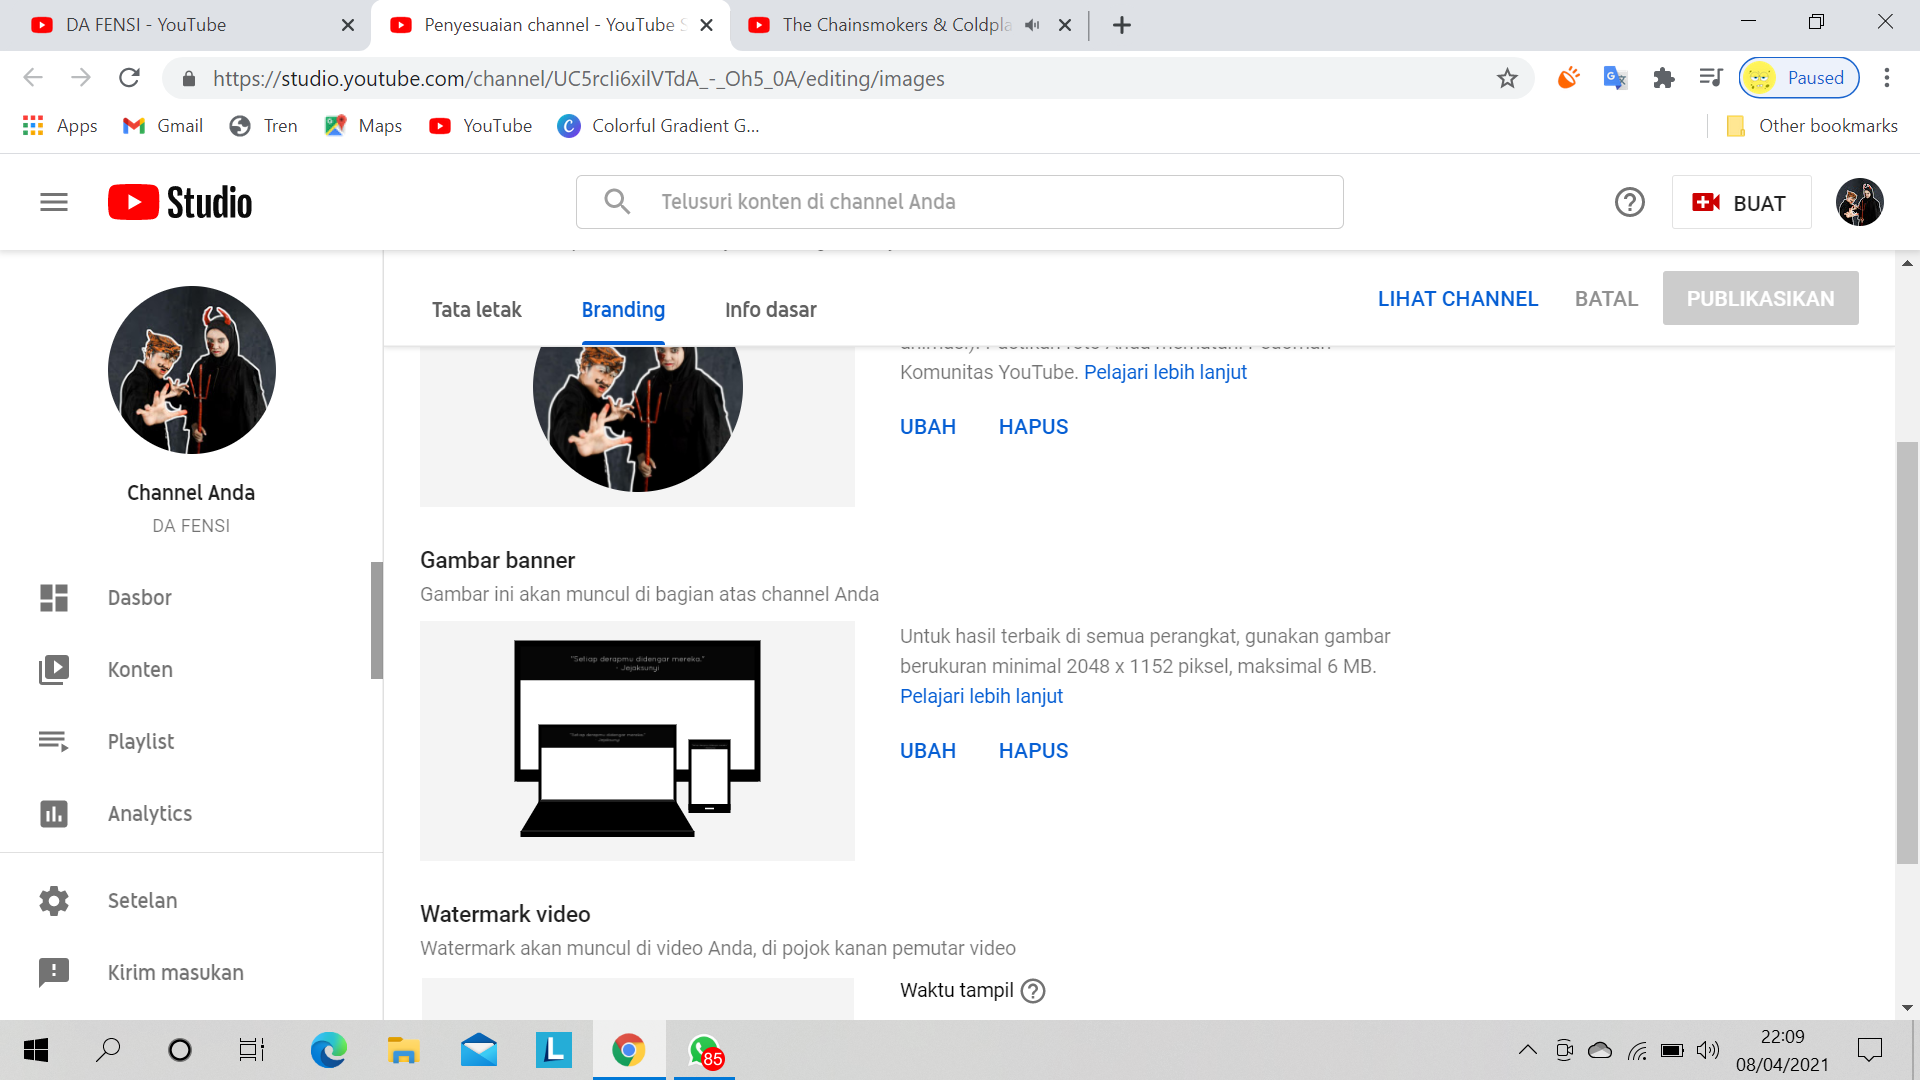 DA FENSI - YouTube
Penyesuaian channel - YouTube S
The Chainsmokers & Coldpla
https://studio.youtube.com/channel/UC5rcIi6xilVTdA_-_Oh5_0A/editing/images
Paused
Apps
Gmail
Tren
Maps
YouTube
Colorful Gradient G...
Other bookmarks
Studio
Telusuri konten di channel Anda
BUAT
Tata letak
Branding
Info dasar
LIHAT CHANNEL
BATAL
PUBLIKASIKAN
Komunitas YouTube. Pelajari lebih lanjut
UBAH
HAPUS
Channel Anda
DA FENSI
Dasbor
Konten
Playlist
Analytics
Setelan
Kirim masukan
Gambar banner
Gambar ini akan muncul di bagian atas channel Anda
"Setiap derapmu didengar mereka."
- Jejaksunyi
Untuk hasil terbaik di semua perangkat, gunakan gambar
berukuran minimal 2048 x 1152 piksel, maksimal 6 MB.
Pelajari lebih lanjut
UBAH
HAPUS
Watermark video
Watermark akan muncul di video Anda, di pojok kanan pemutar video
Waktu tampil
L
85
22:09
08/04/2021